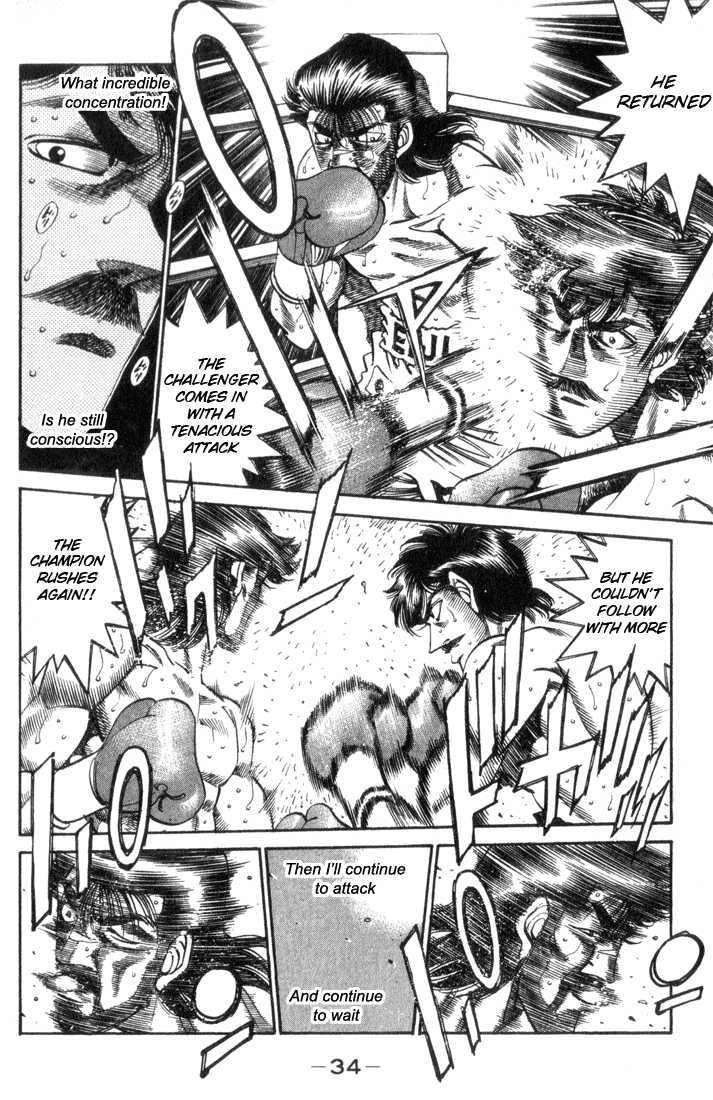 HE
RETURNED
What incredible
concentration!
Is he still
conscious!?
THE
CHALLENGER
COMES IN
WITH A
TENACIOUS
ATTACK
BUT HE
COULDN'T
FOLLOW
WITH MORE
THE
CHAMPION
RUSHES
AGAIN!!
Then I'll continue
to attack
And continue
to wait
—34—